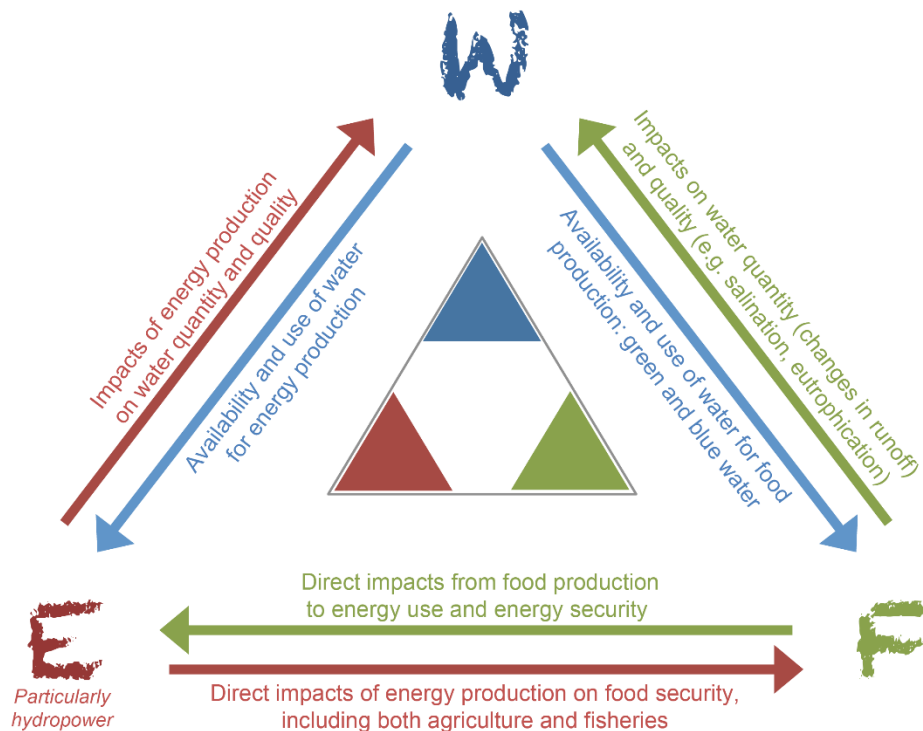 W
Impacts of energy production
on water quantity and quality
Availability and use of water
for energy production
Availability and use of water for food
production: green and blue water
Impacts on water quantity (changes in runoff)
and quality (e.g. salination, eutrophication)
Direct impacts from food production
to energy use and energy security
E
Particularly
hydropower
F
Direct impacts of energy production on food security,
including both agriculture and fisheries